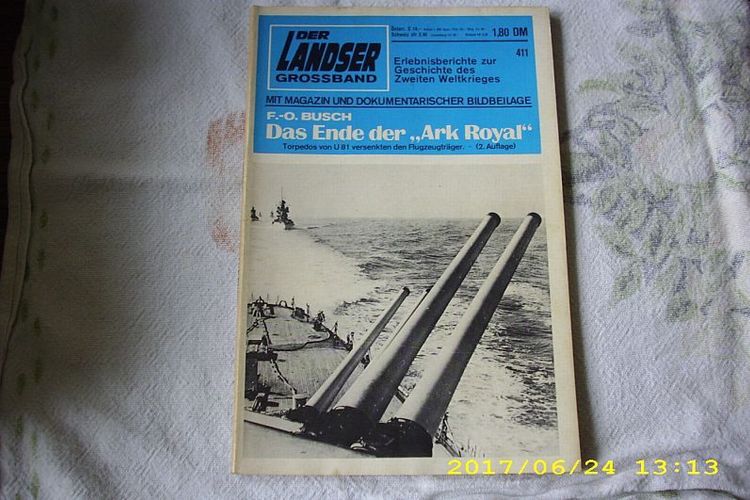 DER
LANDSER
GROSSBAND
1,80 DM
411
Erlebnisberichte zur
Geschichte des
Zweiten Weltkrieges
MIT MAGAZIN UND DOKUMENTARISCHER BILDBEILAGE
F.-O. BUSCH
Das Ende der „Ark Royal“
Torpedos von U 81 versenkten den Flugzeugträger. – (2. Auflage)
2017/06/24 13:13